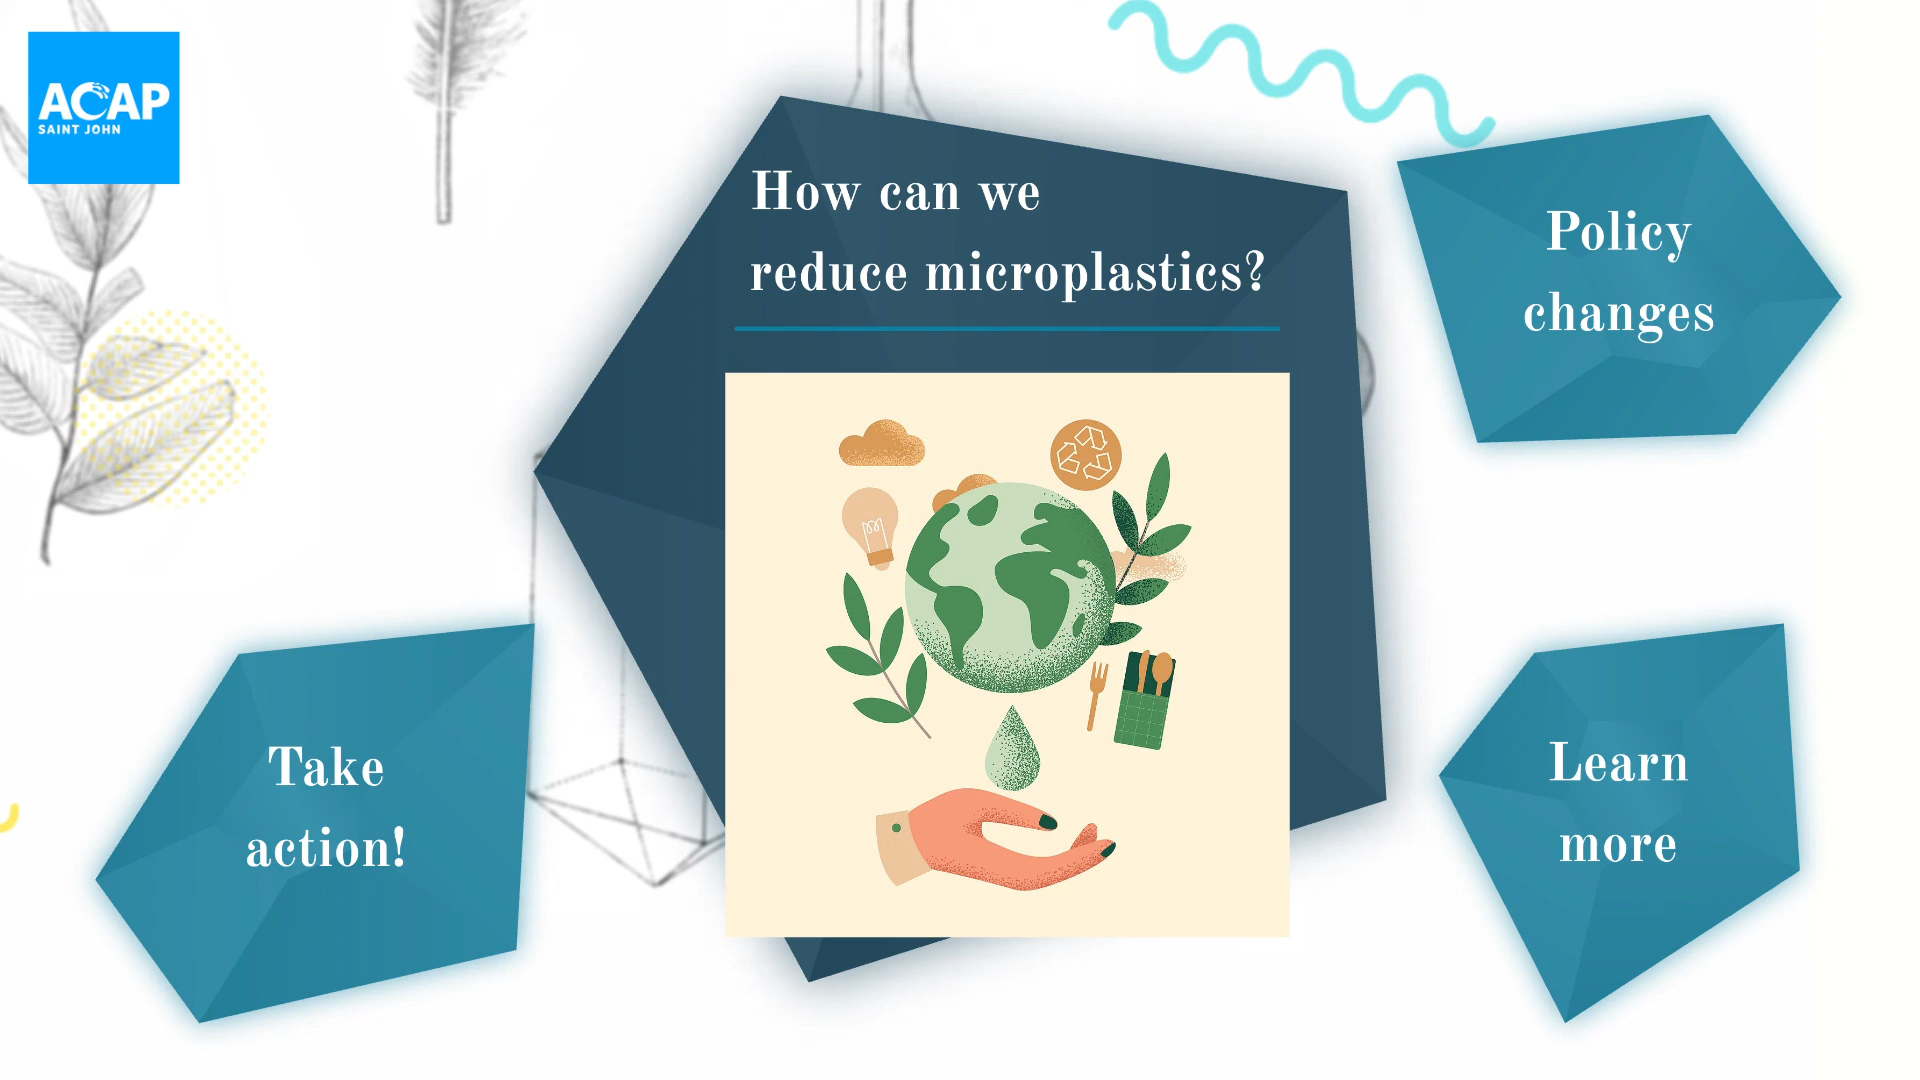 ACAP
SAINT JOHN
How can we
reduce microplastics?
Policy
changes
Take
action!
Learn
more